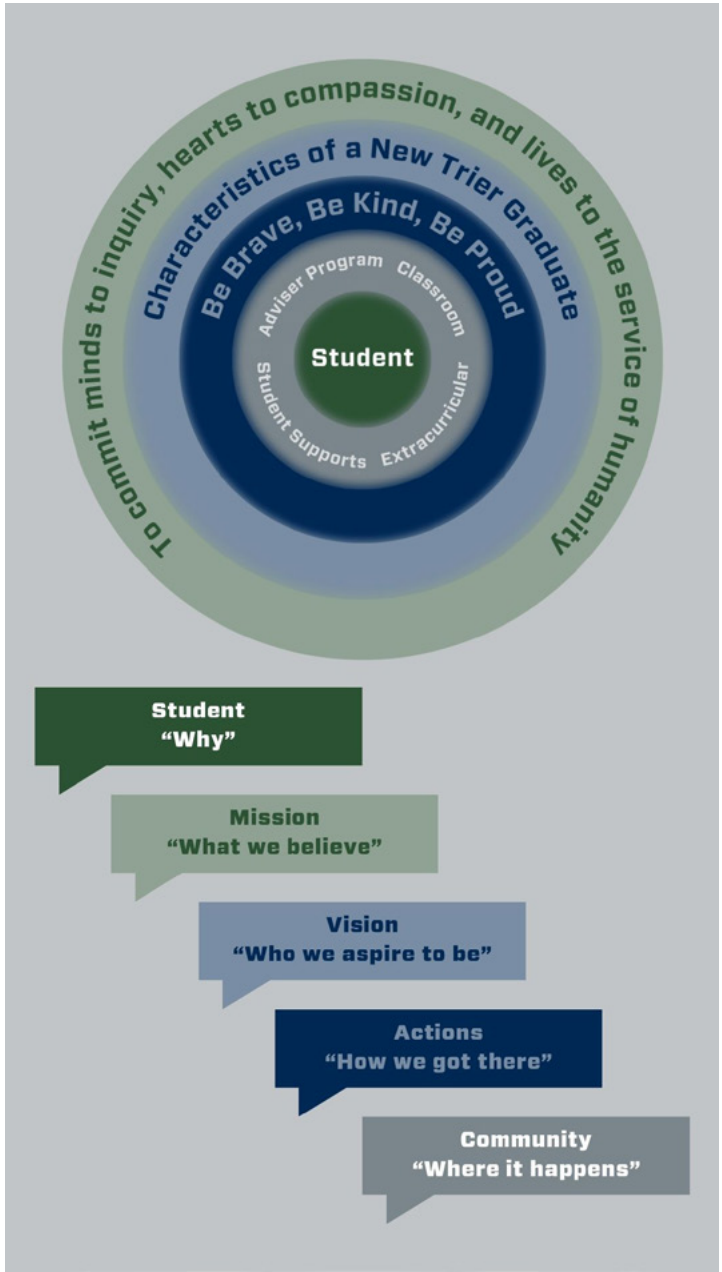 To commit minds to inquiry, hearts to compassion, and lives to the service of humanity
Characteristics of a New Trier Graduate
Be Brave, Be Kind, Be Proud
Adviser Program
Classroom
Student
Student Supports
Extracurricular
Student
“Why”
Mission
“What we believe”
Vision
“Who we aspire to be”
Actions
“How we got there”
Community
“Where it happens”